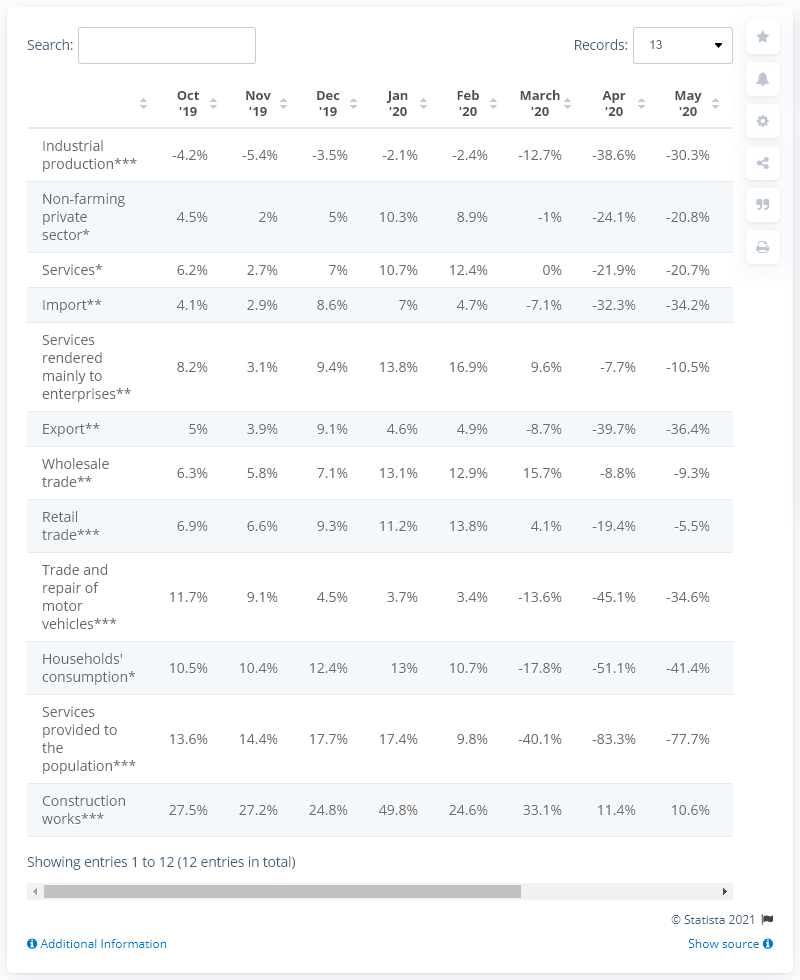 Search:
Records: 13
Oct '19 Nov '19 Dec '19 Jan '20 Feb '20 March '20 Apr '20 May '20
Industrial production*** -4.2% -5.4% -3.5% -2.1% -2.4% -12.7% -38.6% -30.3%
Non-farming private sector* 4.5% 2% 5% 10.3% 8.9% -1% -24.1% -20.8%
Services* 6.2% 2.7% 7% 10.7% 12.4% 0% -21.9% -20.7%
Import** 4.1% 2.9% 8.6% 7% 4.7% -7.1% -32.3% -34.2%
Services rendered mainly to enterprises** 8.2% 3.1% 9.4% 13.8% 16.9% 9.6% -7.7% -10.5%
Export** 5% 3.9% 9.1% 4.6% 4.9% -8.7% -39.7% -36.4%
Wholesale trade** 6.3% 5.8% 7.1% 13.1% 12.9% 15.7% -8.8% -9.3%
Retail trade*** 6.9% 6.6% 9.3% 11.2% 13.8% 4.1% -19.4% -5.5%
Trade and repair of motor vehicles*** 11.7% 9.1% 4.5% 3.7% 3.4% -13.6% -45.1% -34.6%
Households' consumption* 10.5% 10.4% 12.4% 13% 10.7% -17.8% -51.1% -41.4%
Services provided to the population*** 13.6% 14.4% 17.7% 17.4% 9.8% -40.1% -83.3% -77.7%
Construction works*** 27.5% 27.2% 24.8% 49.8% 24.6% 33.1% 11.4% 10.6%
Showing entries 1 to 12 (12 entries in total)
© Statista 2021
Additional Information
Show source